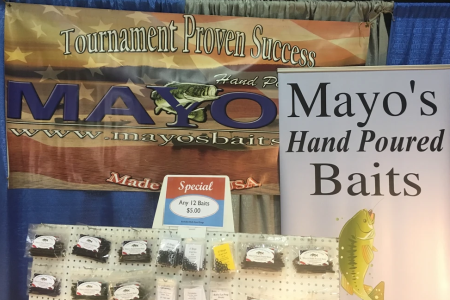 Tournament Proven Success
Hand
MAYO
www.mayosbaits
Made
USA
Mayo's
Hand Poured
Baits
Special
Any 12 Baits
$5.00